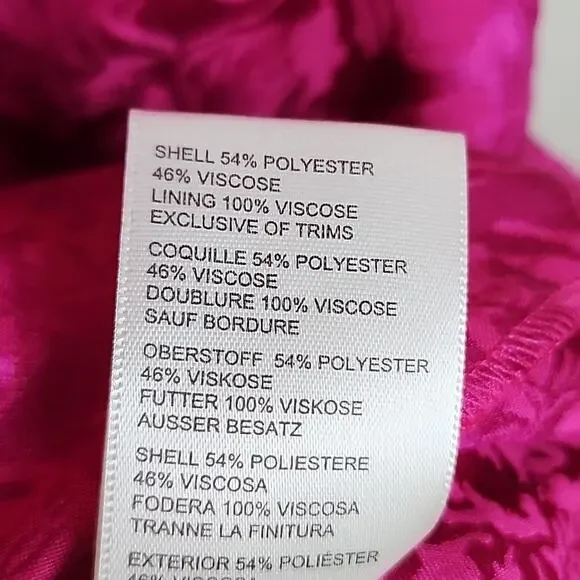 SHELL 54% POLYESTER
46% VISCOSE
LINING 100% VISCOSE
EXCLUSIVE OF TRIMS
COQUILLE 54% POLYESTER
46% VISCOSE
DOUBLURE 100% VISCOSE
SAUF BORDURE
OBERSTOFF 54% POLYESTER
46% VISKOSE
FUTTER 100% VISKOSE
AUSSER BESATZ
SHELL 54% POLIESTERE
46% VISCOSA
FODERA 100% VISCOSA
TRANNE LA FINITURA
EXTERIOR 54% POLIÉSTER
46% VISCOSA